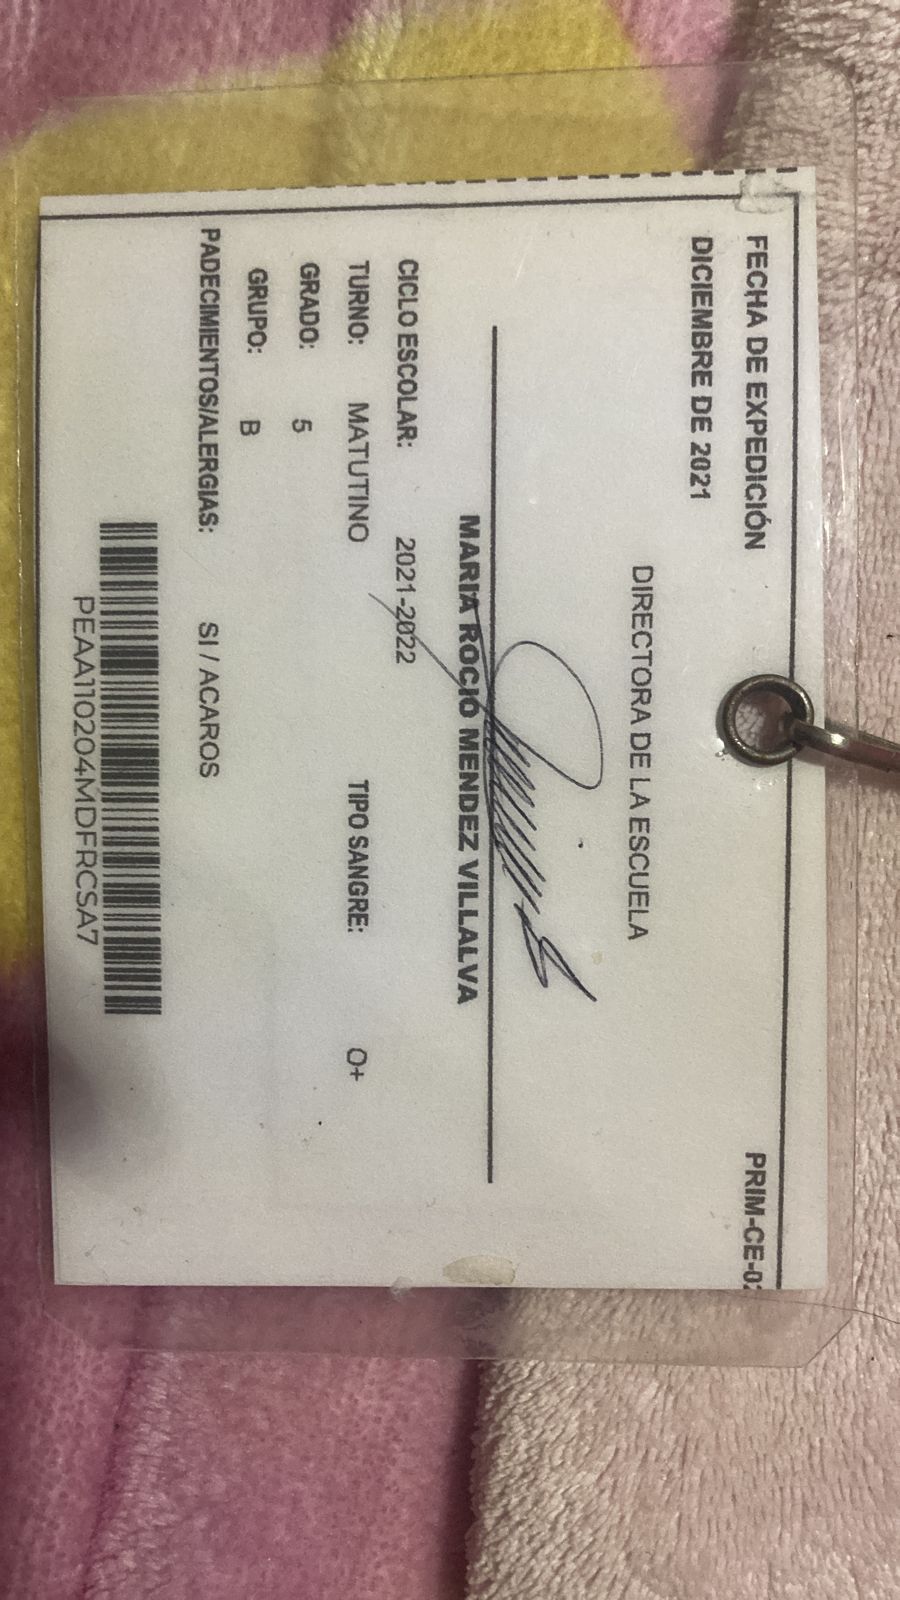 FECHA DE EXPEDICIÓN PRIM-CE-02
DICIEMBRE DE 2021
DIRECTORA DE LA ESCUELA
MARIA ROCIO MENDEZ VILLALVA
CICLO ESCOLAR: 2021-2022
TURNO: MATUTINO TIPO SANGRE: O+
GRADO: 5
GRUPO: B
PADECIMIENTOS/ALERGIAS: SI / ACAROS
PEAA110204MDFRCSA7